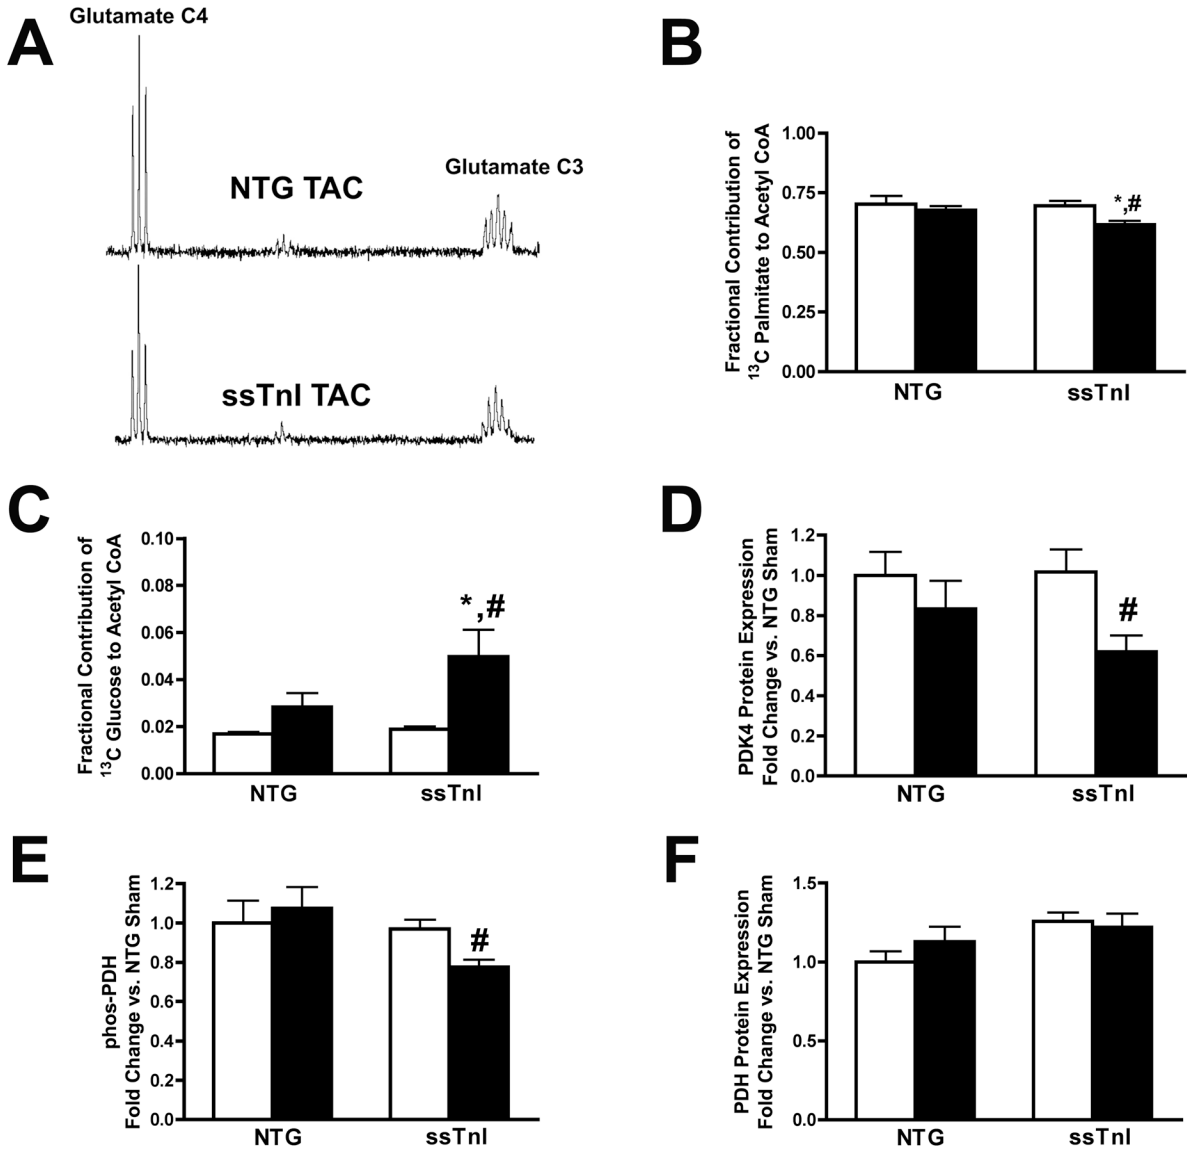 A
Glutamate C4
NTG TAC
Glutamate C3
ssTnI TAC
B
Fractional Contribution of
13C Palmitate to Acetyl CoA
1.00
0.75
0.50
0.25
0.00
*,#
NTG
ssTnI
C
Fractional Contribution of
13C Glucose to Acetyl CoA
0.10
0.08
0.06
0.04
0.02
0.00
*,#
NTG
ssTnI
D
PDK4 Protein Expression
Fold Change vs. NTG Sham
1.2
1.0
0.8
0.6
0.4
0.2
0.0
#
NTG
ssTnI
E
phos-PDH
Fold Change vs. NTG Sham
1.2
1.0
0.8
0.6
0.4
0.2
0.0
#
NTG
ssTnI
F
PDH Protein Expression
Fold Change vs. NTG Sham
1.5
1.0
0.5
0.0
NTG
ssTnI